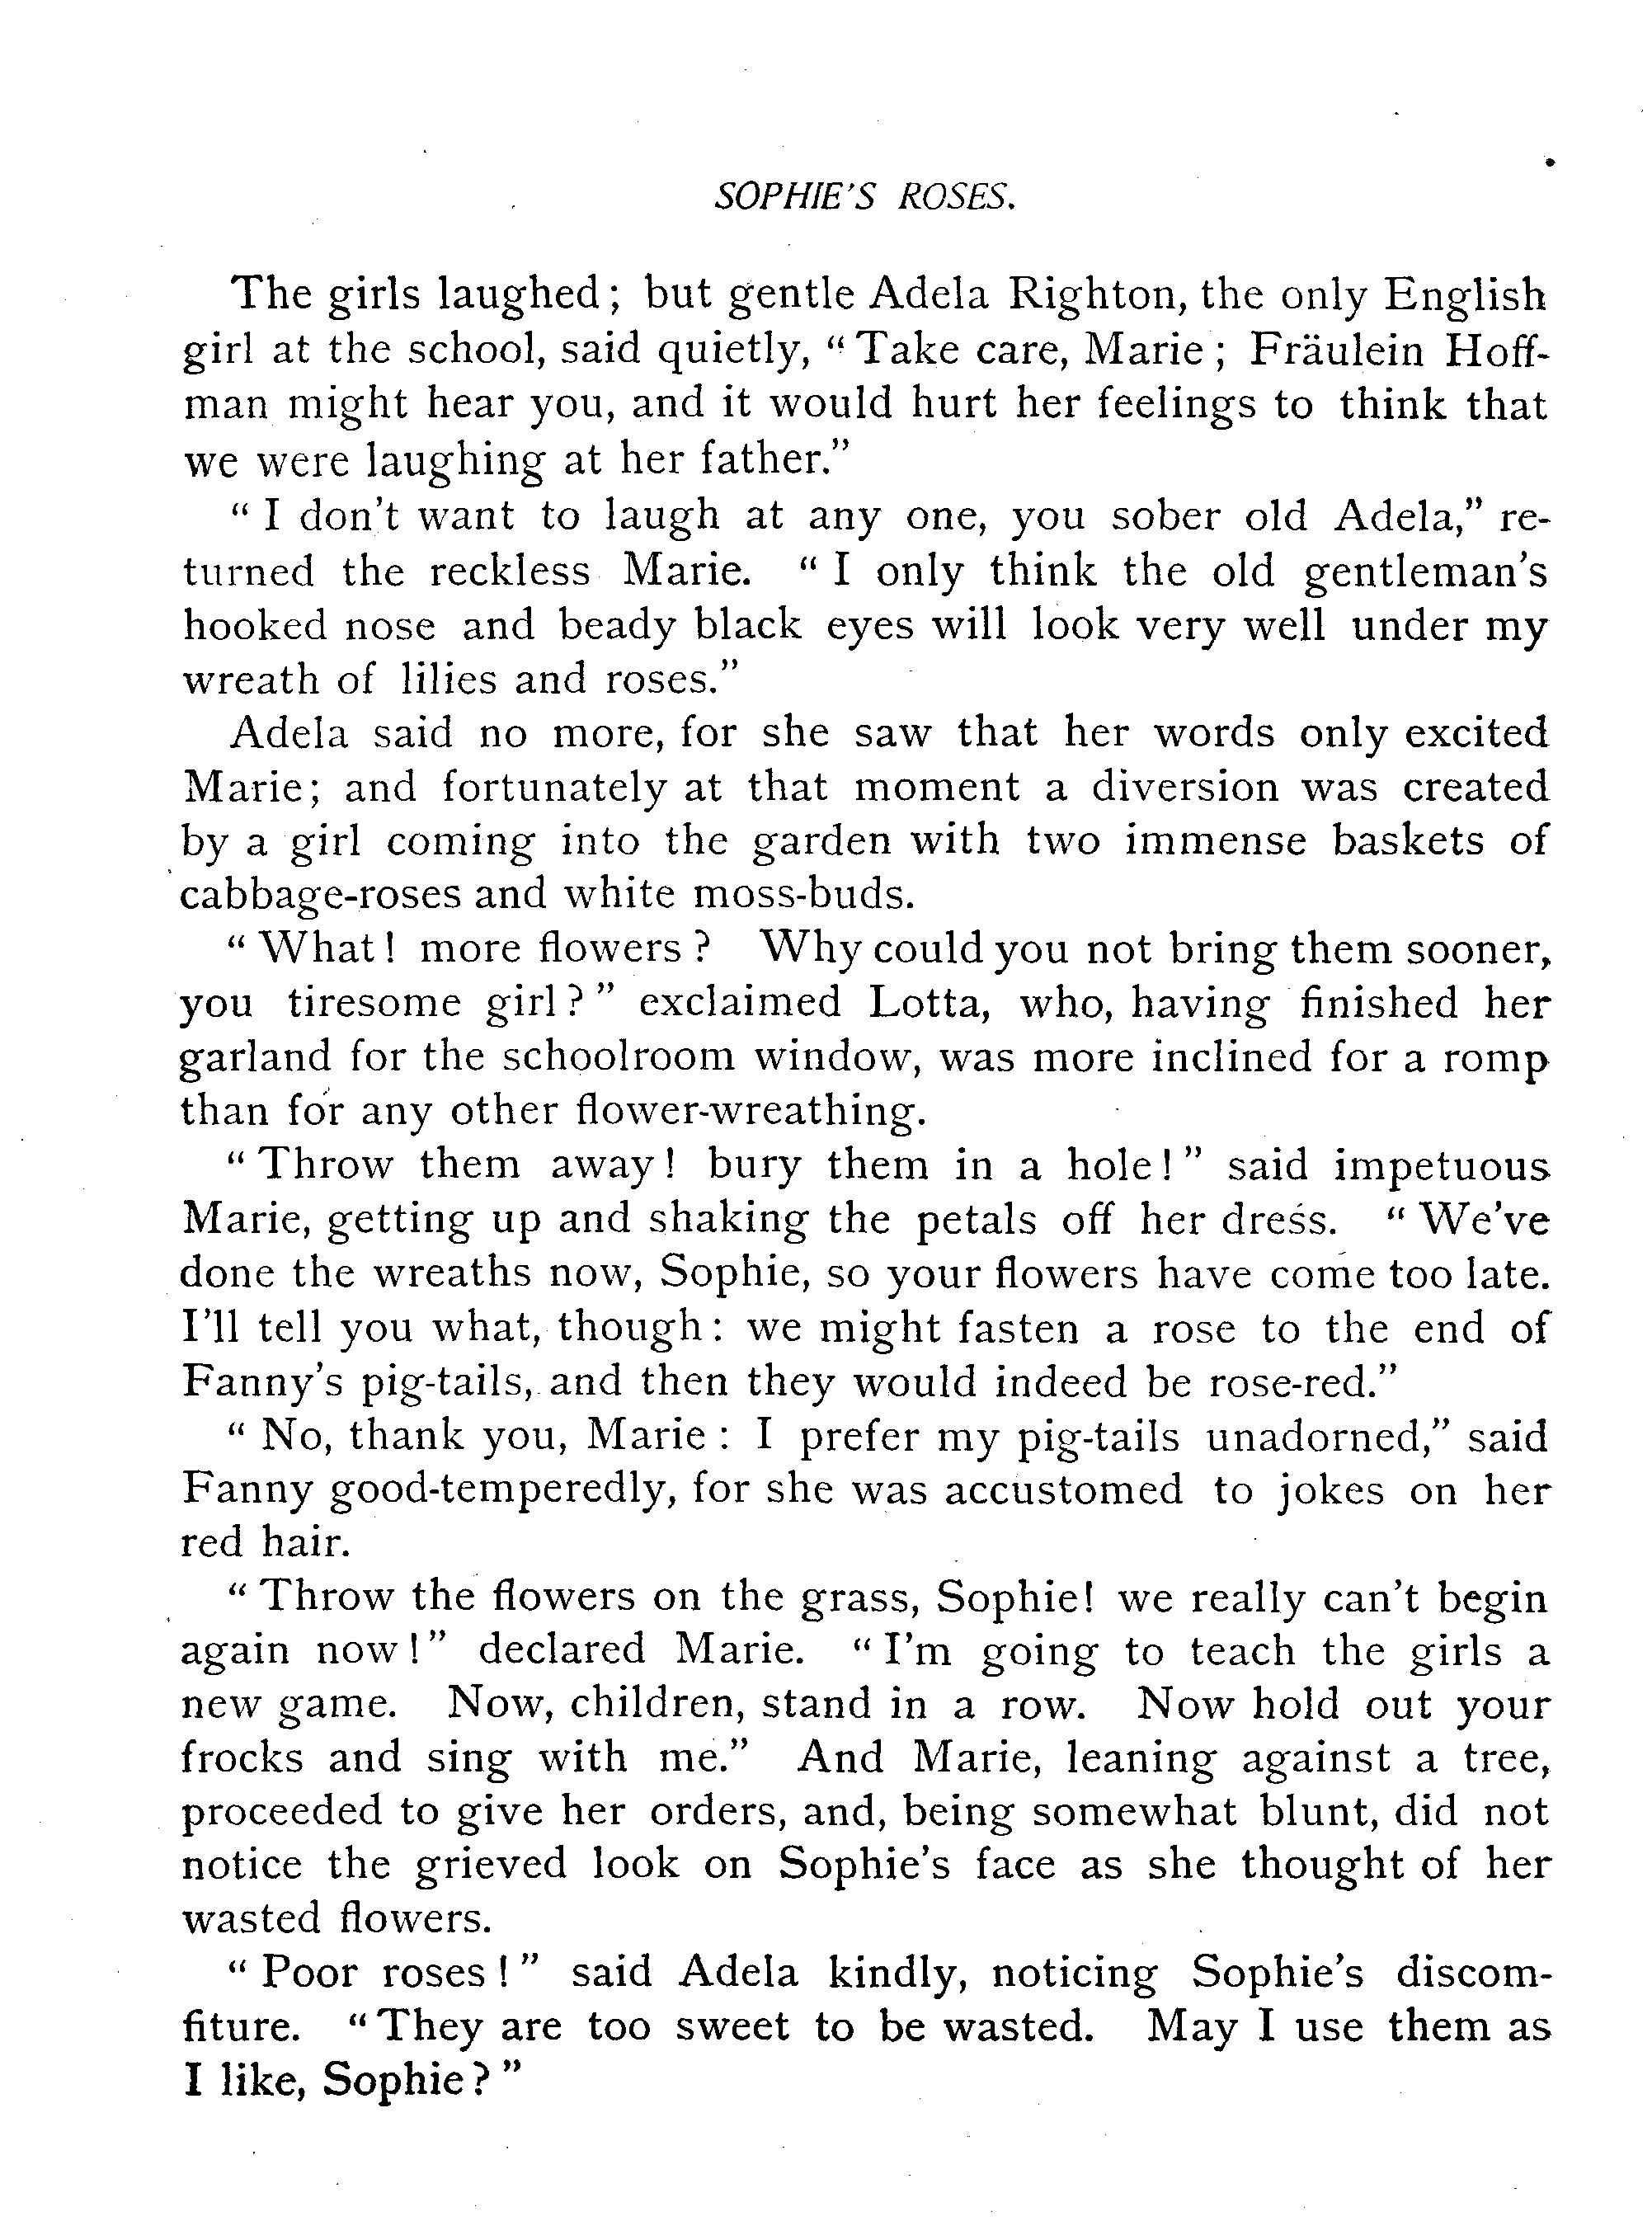 SOPHIE'S ROSES.
The girls laughed; but gentle Adela Righton, the only English
girl at the school, said quietly, "Take care, Marie; Fräulein Hoff-
man might hear you, and it would hurt her feelings to think that
we were laughing at her father."
"I don't want to laugh at any one, you sober old Adela," re-
turned the reckless Marie. "I only think the old gentleman's
hooked nose and beady black eyes will look very well under my
wreath of lilies and roses."
Adela said no more, for she saw that her words only excited
Marie; and fortunately at that moment a diversion was created
by a girl coming into the garden with two immense baskets of
cabbage-roses and white moss-buds.
"What! more flowers? Why could you not bring them sooner,
you tiresome girl?" exclaimed Lotta, who, having finished her
garland for the schoolroom window, was more inclined for a romp
than for any other flower-wreathing.
"Throw them away! bury them in a hole!" said impetuous
Marie, getting up and shaking the petals off her dress. "We've
done the wreaths now, Sophie, so your flowers have come too late.
I'll tell you what, though: we might fasten a rose to the end of
Fanny's pig-tails, and then they would indeed be rose-red."
"No, thank you, Marie: I prefer my pig-tails unadorned," said
Fanny good-temperedly, for she was accustomed to jokes on her
red hair.
"Throw the flowers on the grass, Sophie! we really can't begin
again now!" declared Marie. "I'm going to teach the girls a
new game. Now, children, stand in a row. Now hold out your
frocks and sing with me." And Marie, leaning against a tree,
proceeded to give her orders, and, being somewhat blunt, did not
notice the grieved look on Sophie's face as she thought of her
wasted flowers.
"Poor roses!" said Adela kindly, noticing Sophie's discom-
fiture. "They are too sweet to be wasted. May I use them as
I like, Sophie?"